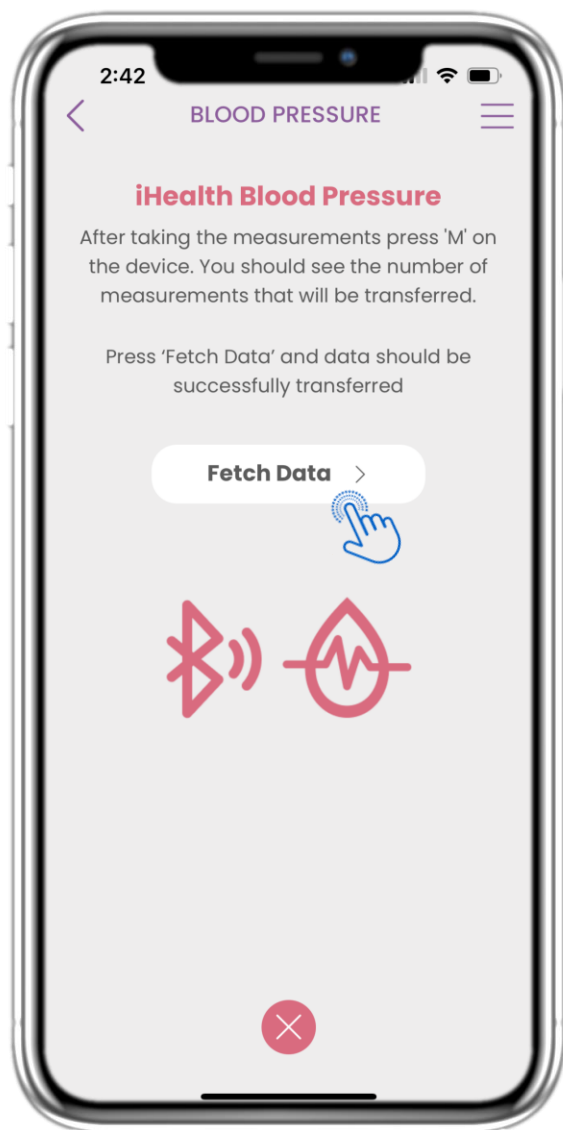 2:42
BLOOD PRESSURE
iHealth Blood Pressure
After taking the measurements press 'M' on
the device. You should see the number of
measurements that will be transferred.
Press ‘Fetch Data’ and data should be
successfully transferred
Fetch Data